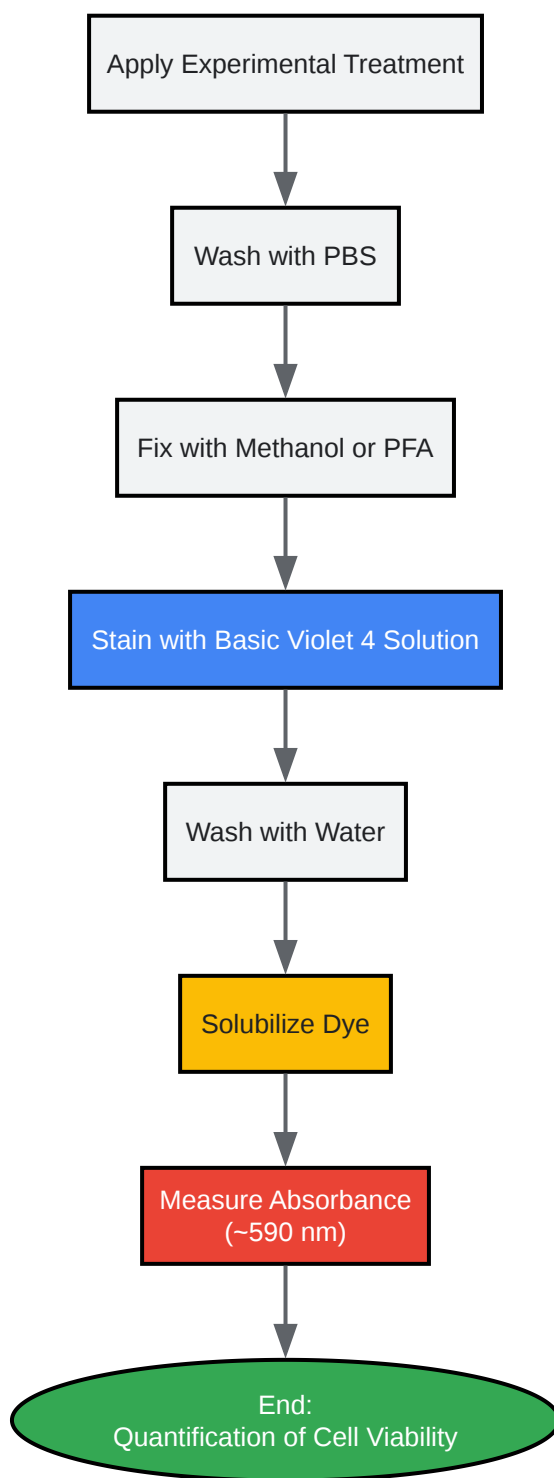 Apply Experimental Treatment
Wash with PBS
Fix with Methanol or PFA
Stain with Basic Violet 4 Solution
Wash with Water
Solubilize Dye
Measure Absorbance
(~590 nm)
End:
Quantification of Cell Viability